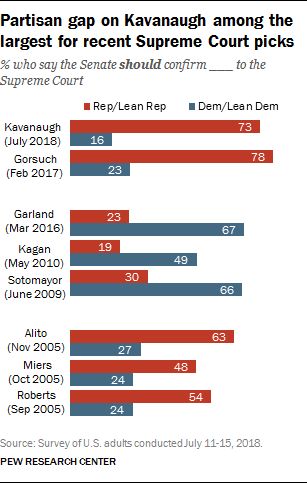 Partisan gap on Kavanaugh among the
largest for recent Supreme Court picks
% who say the Senate should confirm ___ to the
Supreme Court
Rep/Lean Rep Dem/Lean Dem
Kavanaugh 73
(July 2018) 16
Gorsuch 78
(Feb 2017) 23
Garland 23
(Mar 2016) 67
Kagan 19
(May 2010) 49
Sotomayor 30
(June 2009) 66
Alito 63
(Nov 2005) 27
Miers 48
(Oct 2005) 24
Roberts 54
(Sep 2005) 24
Source: Survey of U.S. adults conducted July 11-15, 2018.
PEW RESEARCH CENTER